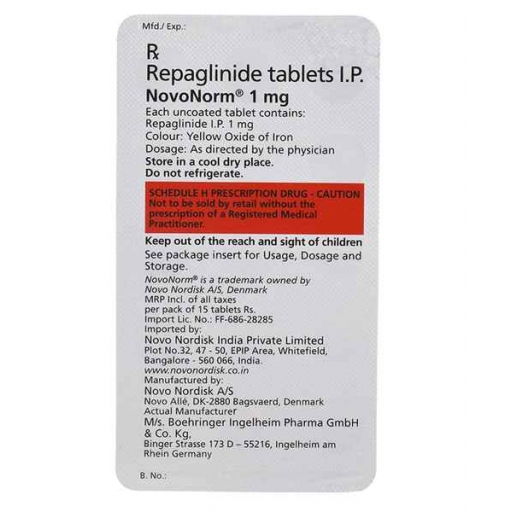 Mfd./ Exp.:
℞
Repaglinide tablets I.P.
NovoNorm® 1 mg
Each uncoated tablet contains:
Repaglinide I.P. 1 mg
Colour: Yellow Oxide of Iron
Dosage: As directed by the physician
Store in a cool dry place.
Do not refrigerate.
SCHEDULE H PRESCRIPTION DRUG - CAUTION
Not to be sold by retail without the
prescription of a Registered Medical
Practitioner.
Keep out of the reach and sight of children
See package insert for Usage, Dosage and
Storage.
NovoNorm® is a trademark owned by
Novo Nordisk A/S, Denmark
MRP Incl. of all taxes
per pack of 15 tablets Rs.
Import Lic. No.: FF-686-28285
Imported by:
Novo Nordisk India Private Limited
Plot No.32, 47 - 50, EPIP Area, Whitefield,
Bangalore - 560 066, India.
www.novonordisk.co.in
Manufactured by:
Novo Nordisk A/S
Novo Allé, DK-2880 Bagsvaerd, Denmark
Actual Manufacturer
M/s. Boehringer Ingelheim Pharma GmbH
& Co. Kg,
Binger Strasse 173 D – 55216, Ingelheim am
Rhein Germany
B. No.: